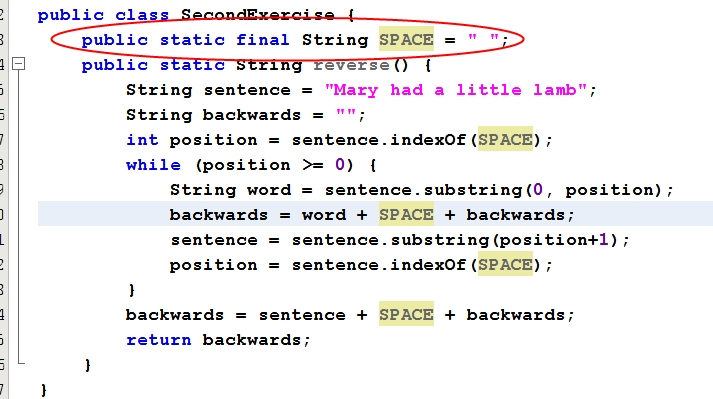 public class SecondExercise {
public static final String SPACE = " ";
public static String reverse() {
String sentence = "Mary had a little lamb";
String backwards = "";
int position = sentence.indexOf(SPACE);
while (position >= 0) {
String word = sentence.substring(0, position);
backwards = word + SPACE + backwards;
sentence = sentence.substring(position+1);
position = sentence.indexOf(SPACE);
}
backwards = sentence + SPACE + backwards;
return backwards;
}
}